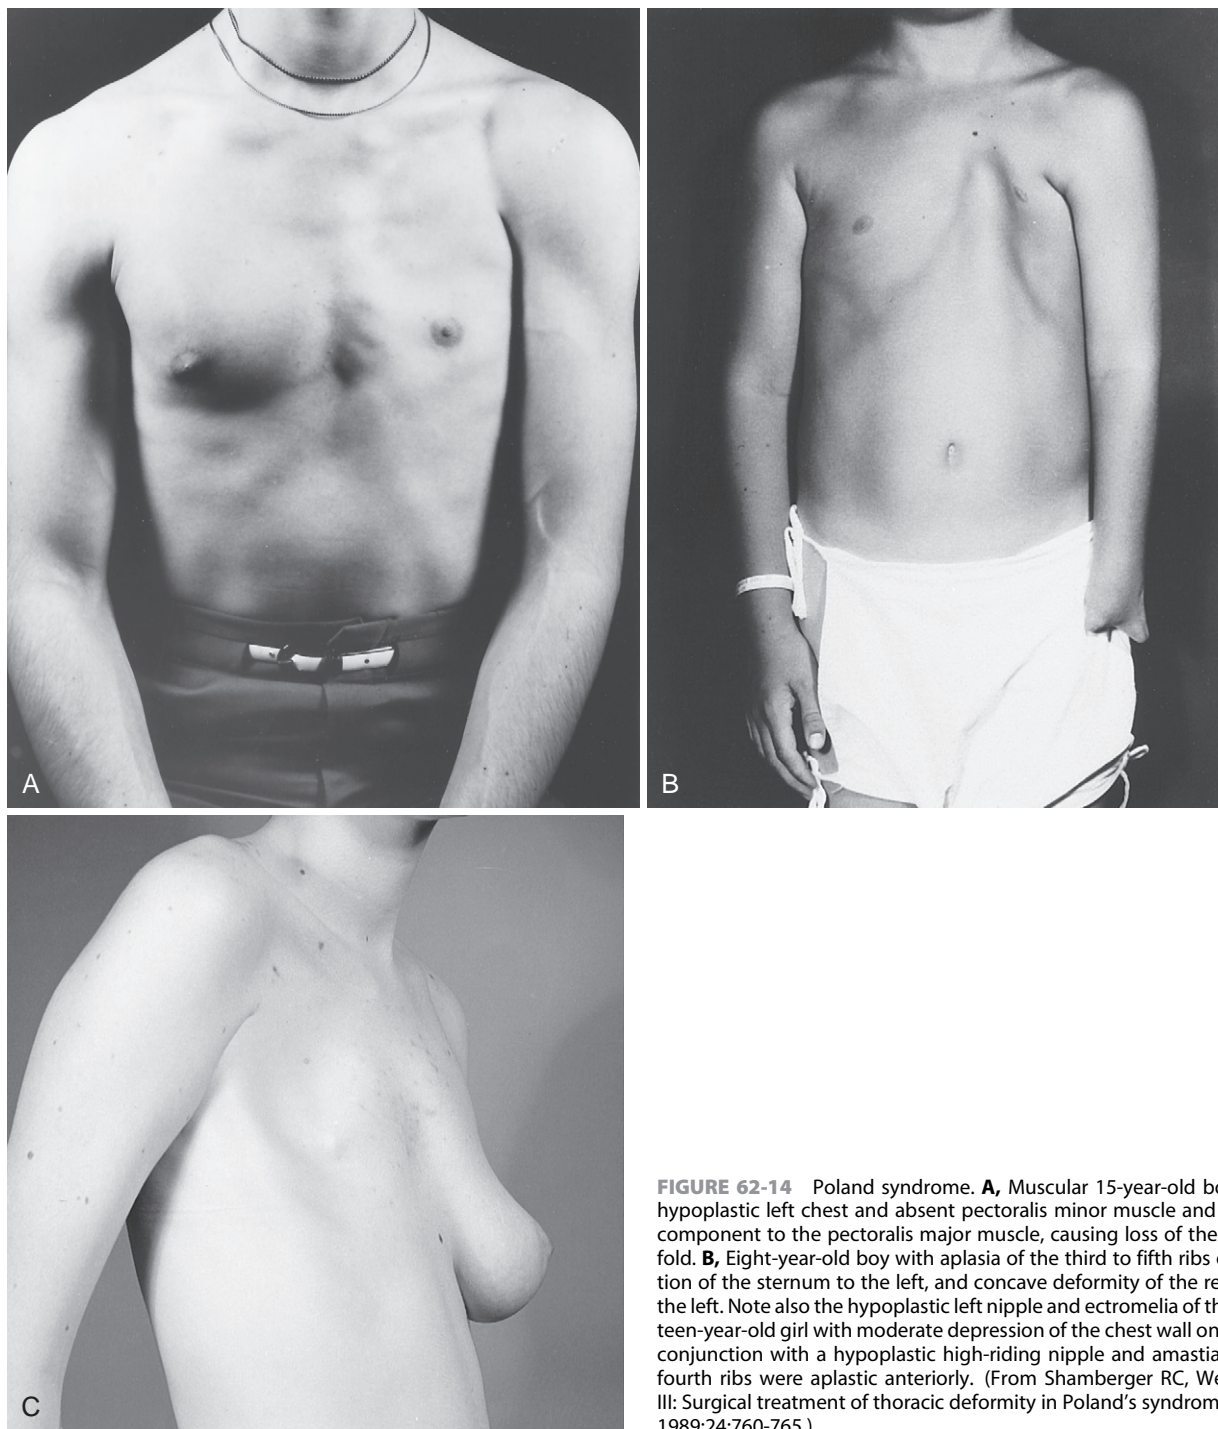 A
B
C
FIGURE 62-14 Poland syndrome. A, Muscular 15-year-old
hypoplastic left chest and absent pectoralis minor muscle and
component to the pectoralis major muscle, causing loss of the
fold. B, Eight-year-old boy with aplasia of the third to fifth ribs
tion of the sternum to the left, and concave deformity of the
the left. Note also the hypoplastic left nipple and ectromelia of
teen-year-old girl with moderate depression of the chest wall on
conjunction with a hypoplastic high-riding nipple and amastia
fourth ribs were aplastic anteriorly. (From Shamberger RC,
III: Surgical treatment of thoracic deformity in Poland's syndrome
1989;24:760-765.)